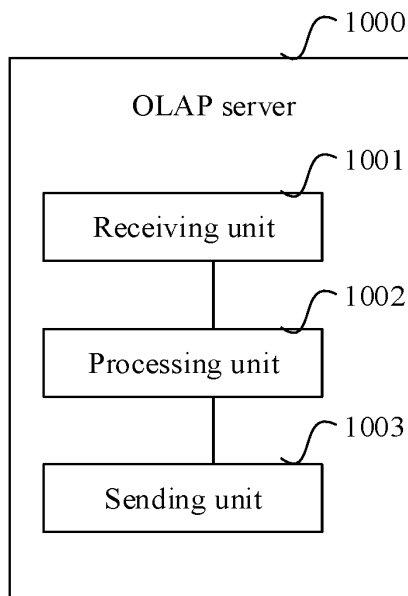 1000
OLAP server
1001
Receiving unit
1002
Processing unit
1003
Sending unit